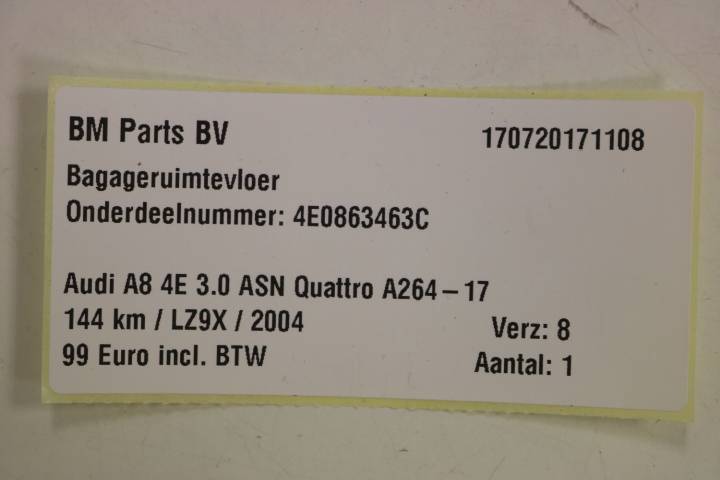 BM Parts BV 170720171108
Bagageruimtevloer
Onderdeelnummer: 4E0863463C
Audi A8 4E 3.0 ASN Quattro A264-17
144 km / LZ9X / 2004 Verz: 8
99 Euro incl. BTW Aantal: 1